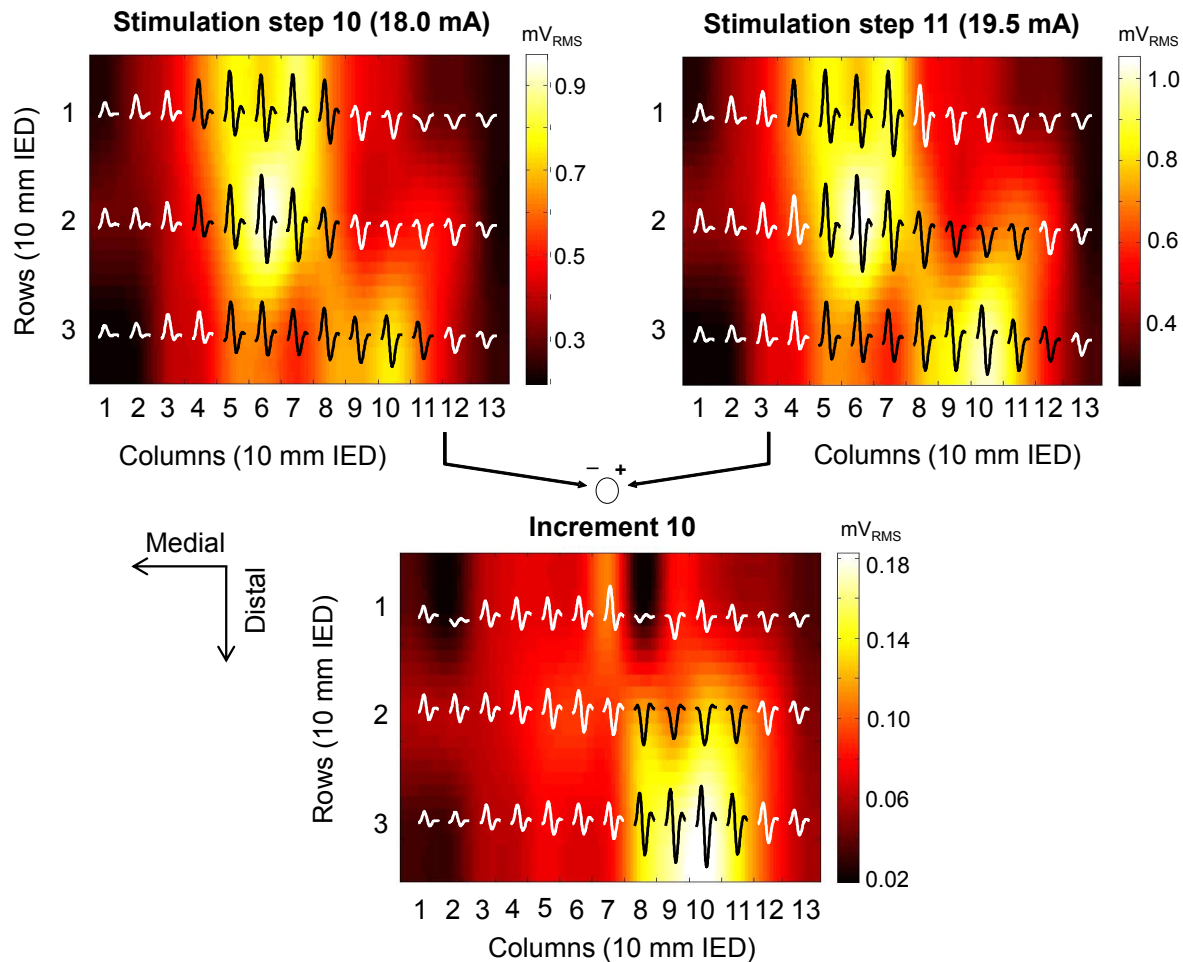 Stimulation step 10 (18.0 mA)
mVRMS
Rows (10 mm IED)
1
2
3
0.9
0.7
0.5
0.3
1 2 3 4 5 6 7 8 9 10 11 12 13
Columns (10 mm IED)
Stimulation step 11 (19.5 mA)
mVRMS
1
2
3
1.0
0.8
0.6
0.4
1 2 3 4 5 6 7 8 9 10 11 12 13
Columns (10 mm IED)
− +
Medial
Distal
Increment 10
mVRMS
Rows (10 mm IED)
1
2
3
0.18
0.14
0.10
0.06
0.02
1 2 3 4 5 6 7 8 9 10 11 12 13
Columns (10 mm IED)